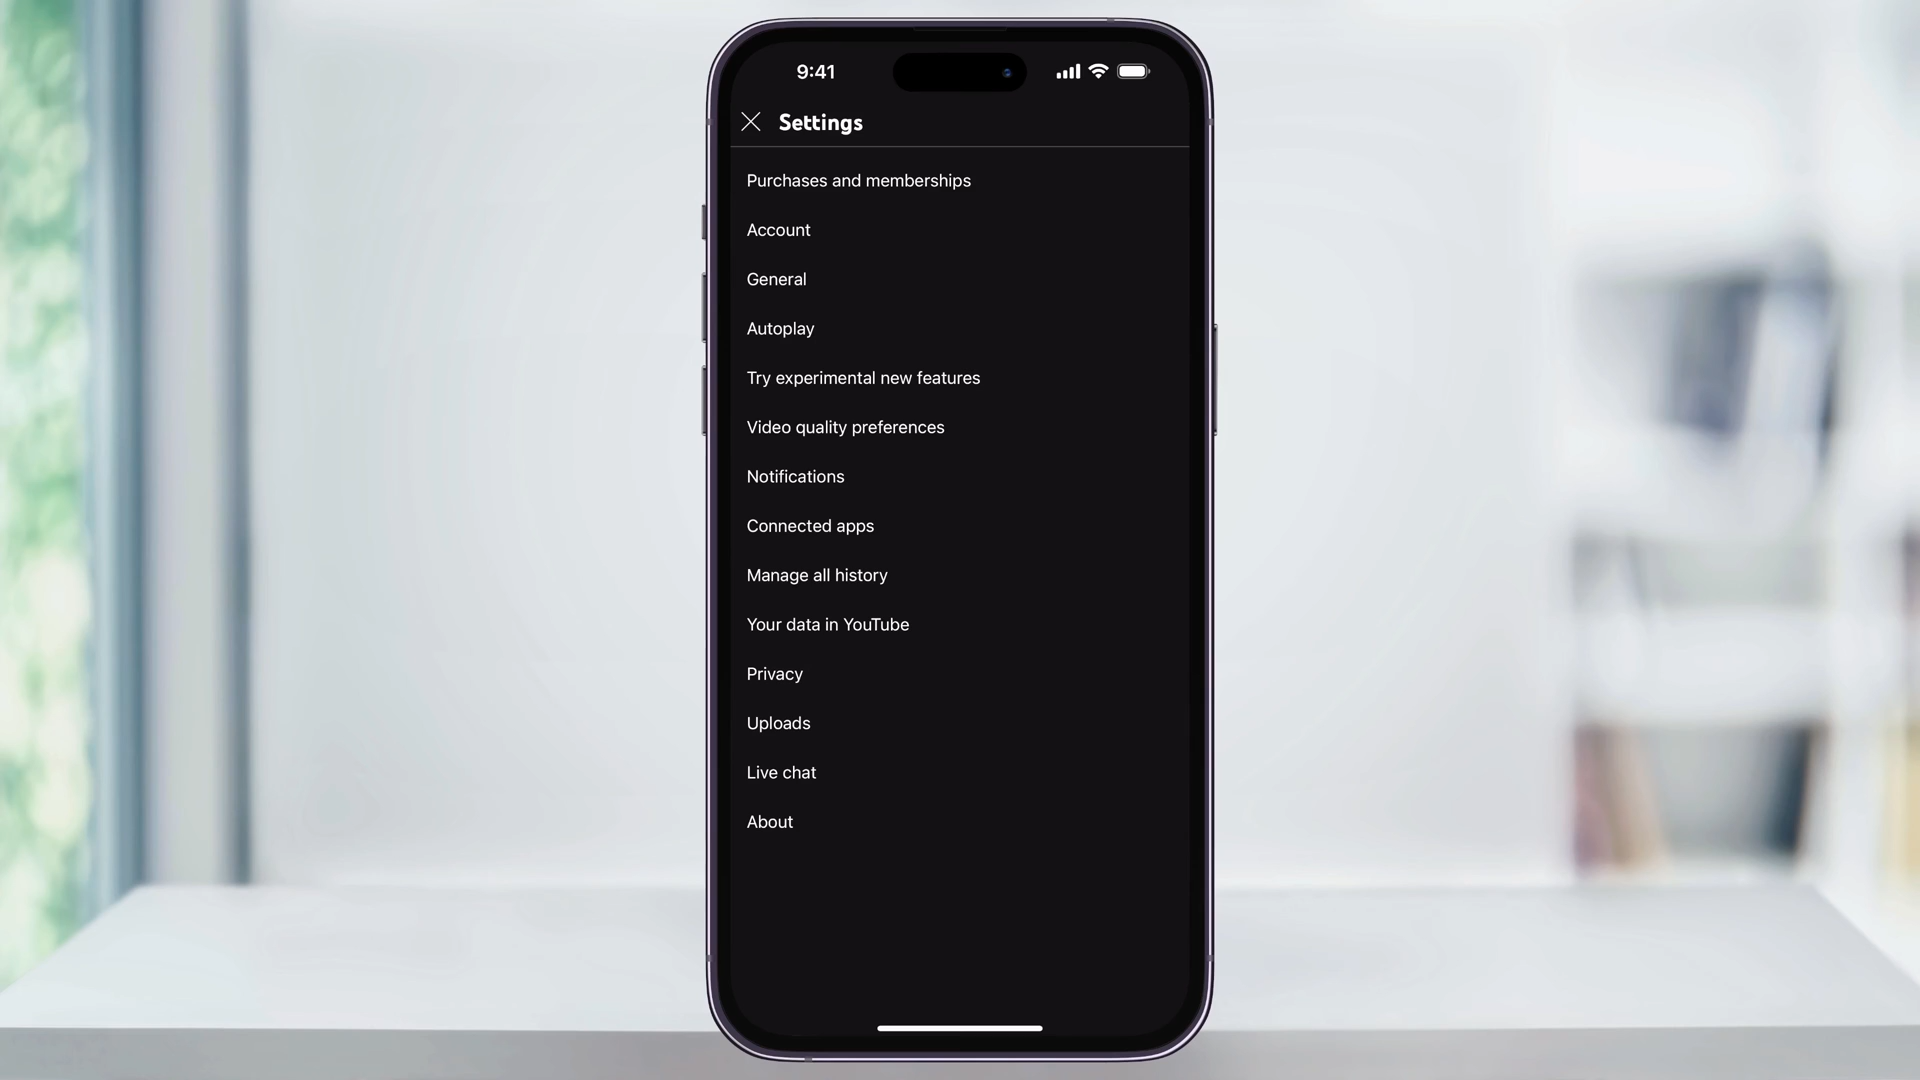 9:41
Settings
Purchases and memberships
Account
General
Autoplay
Try experimental new features
Video quality preferences
Notifications
Connected apps
Manage all history
Your data in YouTube
Privacy
Uploads
Live chat
About